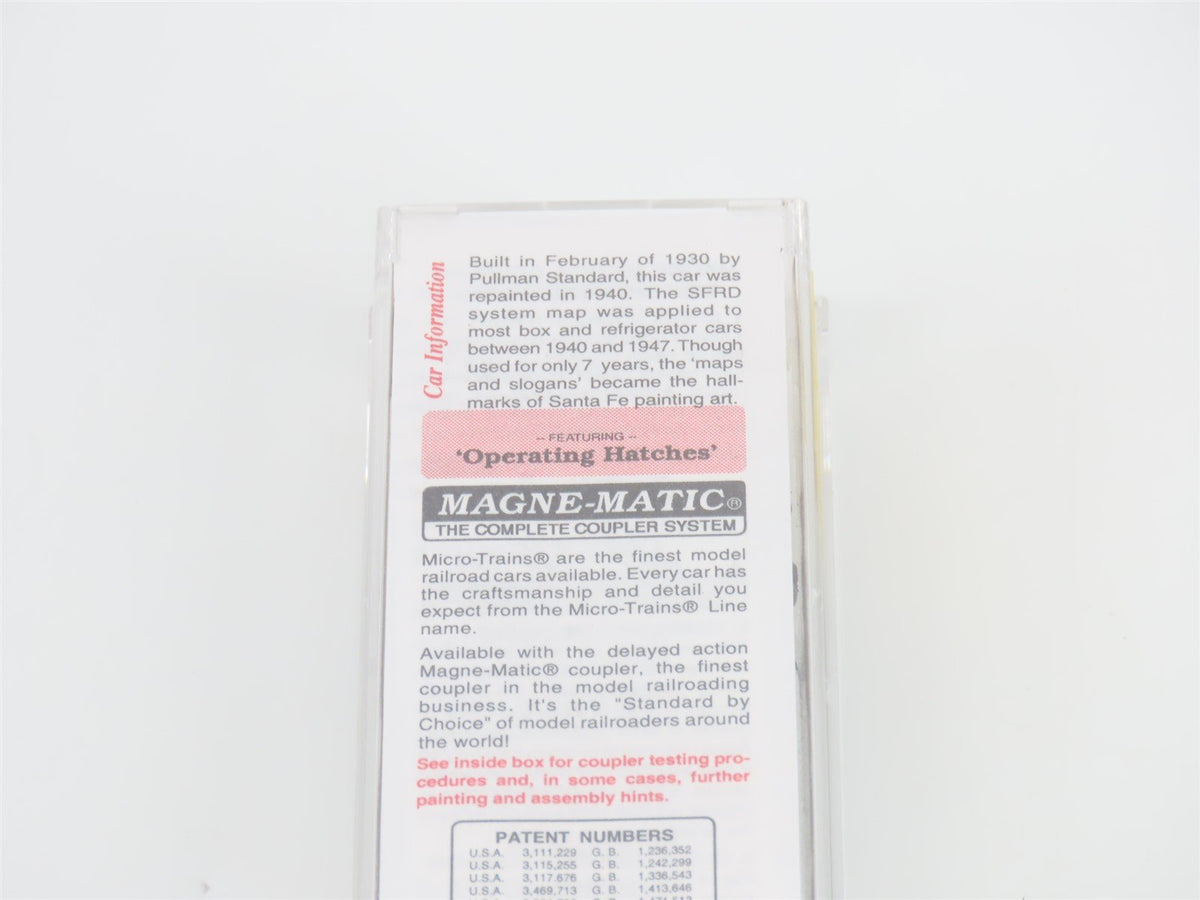 Car Information
Built in February of 1930 by
Pullman Standard, this car was
repainted in 1940. The SFRD
system map was applied to
most box and refrigerator cars
between 1940 and 1947. Though
used for only 7 years, the 'maps
and slogans' became the hall-
marks of Santa Fe painting art.
-- FEATURING --
'Operating Hatches'
MAGNE-MATIC®
THE COMPLETE COUPLER SYSTEM
Micro-Trains® are the finest model
railroad cars available. Every car has
the craftsmanship and detail you
expect from the Micro-Trains® Line
name.
Available with the delayed action
Magne-Matic® coupler, the finest
coupler in the model railroading
business. It's the "Standard by
Choice" of model railroaders around
the world!
See inside box for coupler testing pro-
cedures and, in some cases, further
painting and assembly hints.
PATENT NUMBERS
U.S.A. 3,111,229 G. B. 1,236,352
U.S.A. 3,115,255 G. B. 1,242,299
U.S.A. 3,117,676 G. B. 1,336,543
U.S.A. 3,469,713 G. B. 1,413,646